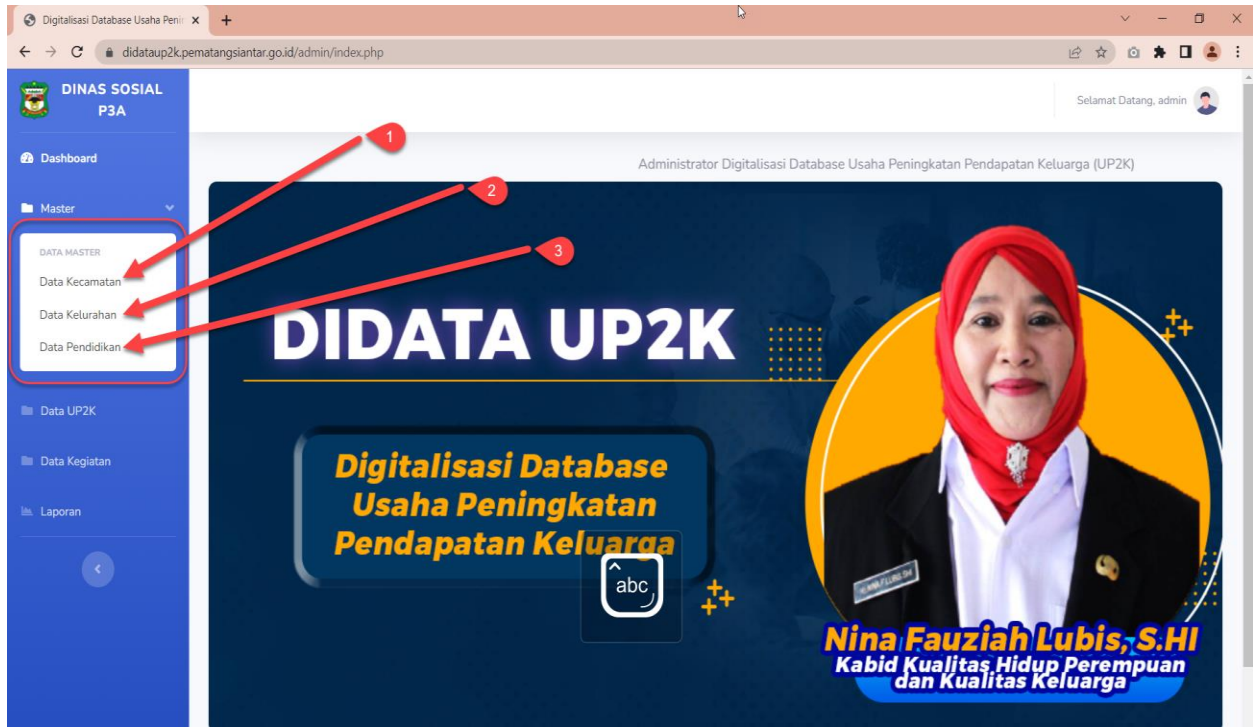 Digitalisasi Database Usaha Penin
didataup2k.pematangsiantar.go.id/admin/index.php
DINAS SOSIAL
P3A
Selamat Datang, admin
Dashboard
1
Administrator Digitalisasi Database Usaha Peningkatan Pendapatan Keluarga (UP2K)
Master
2
DATA MASTER
3
Data Kecamatan
Data Kelurahan
Data Pendidikan
DIDATA UP2K
Data UP2K
Data Kegiatan
Laporan
Digitalisasi Database
Usaha Peningkatan
Pendapatan Keluarga
abc
Nina Fauziah Lubis, S.HI
Kabid Kualitas Hidup Perempuan
dan Kualitas Keluarga